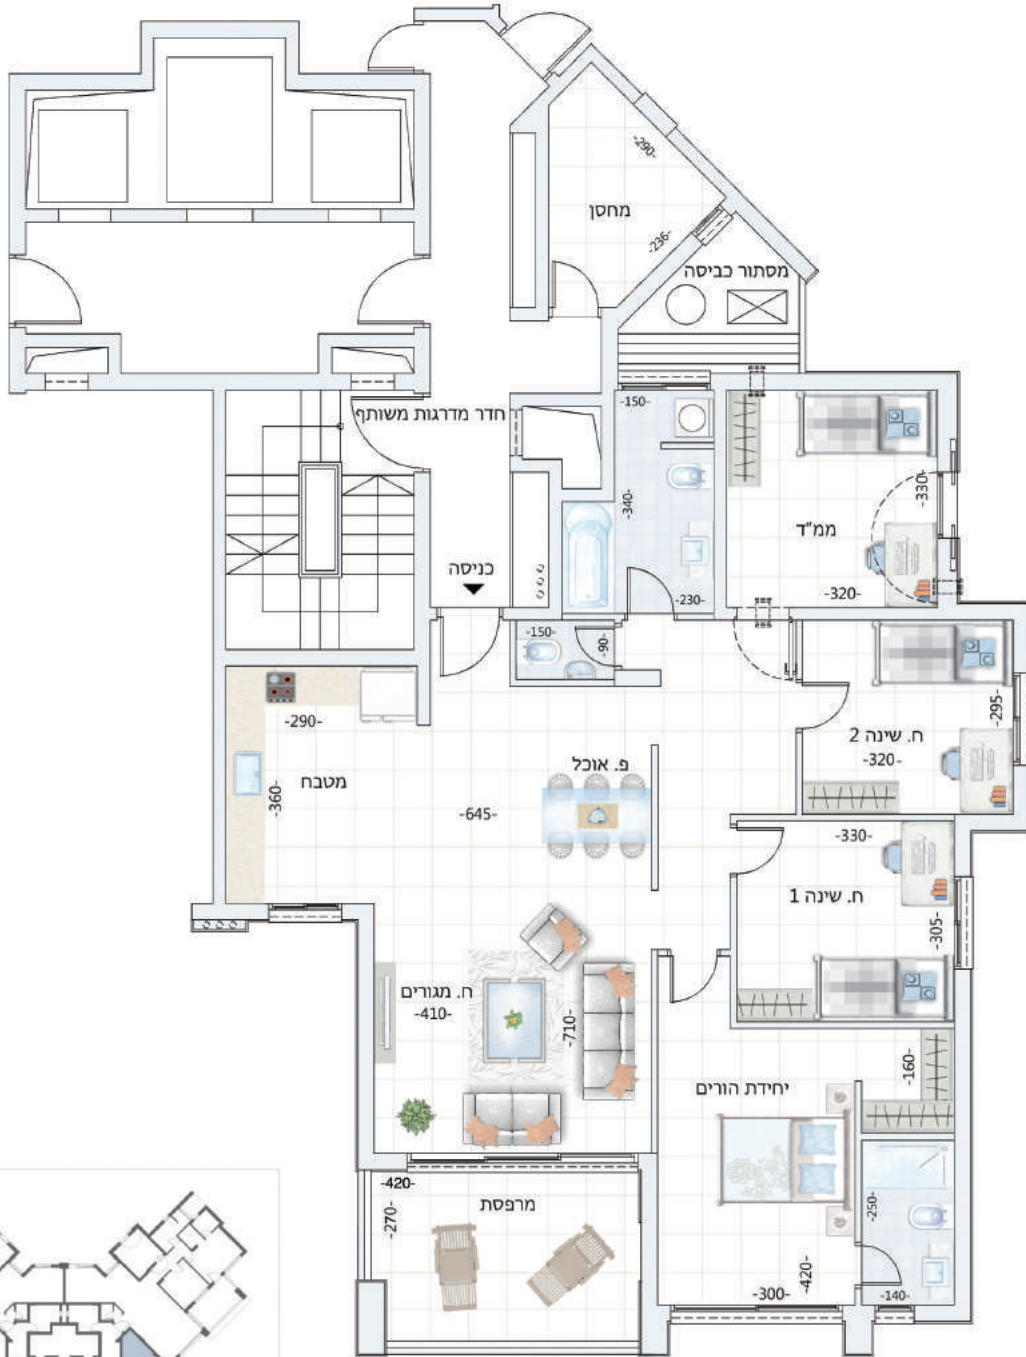 -290-
מחסן
-236-
מסתור כביסה
חדר מדרגות משותף
-150-
-340-
-330-
ממ"ד
כניסה
-320-
-230-
-150-
-90-
-295-
-290-
ח. שינה 2
-320-
פ. אוכל
מטבח
-360-
-645-
-330-
ח. שינה 1
-305-
ח. מגורים
-410-
-710-
-160-
יחידת הורים
-420-
מרפסת
-270-
-250-
-420-
-300-
-140-